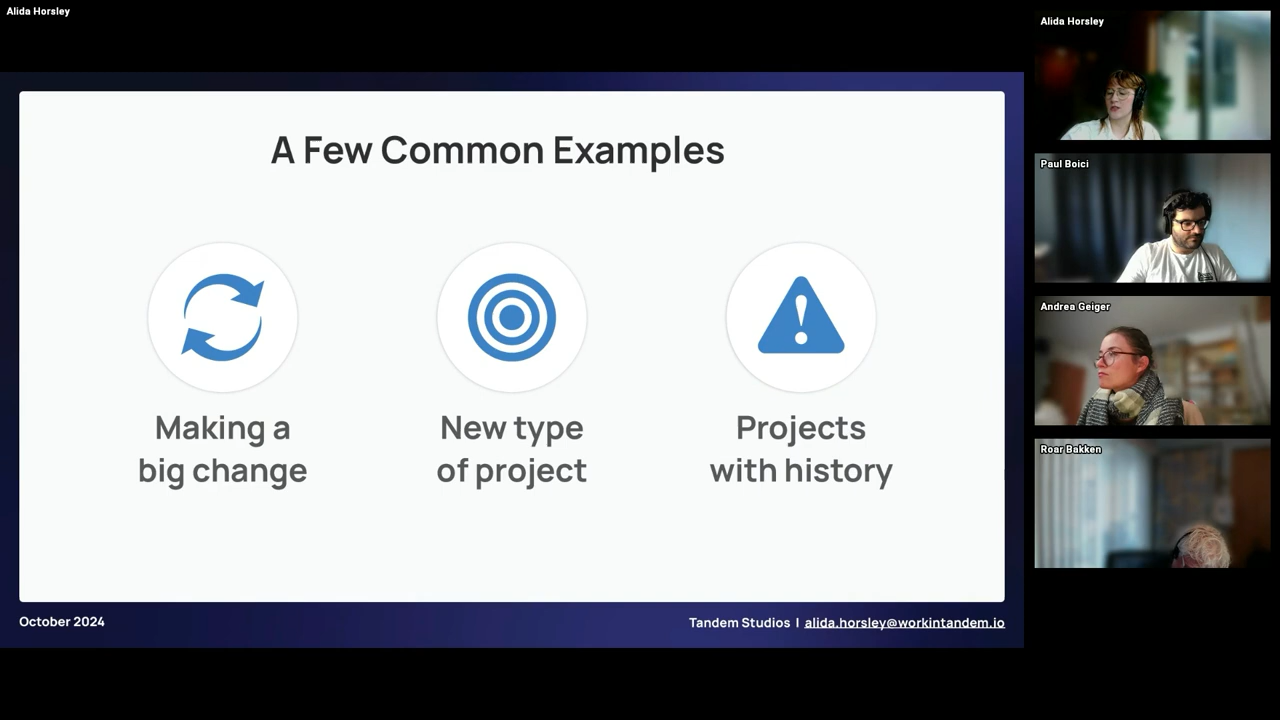 Alida Horsley
A Few Common Examples
Making a
big change
New type
of project
Projects
with history
October 2024
Tandem Studios | alida.horsley@workintandem.io
Alida Horsley
Paul Boici
Andrea Geiger
Roar Bakken